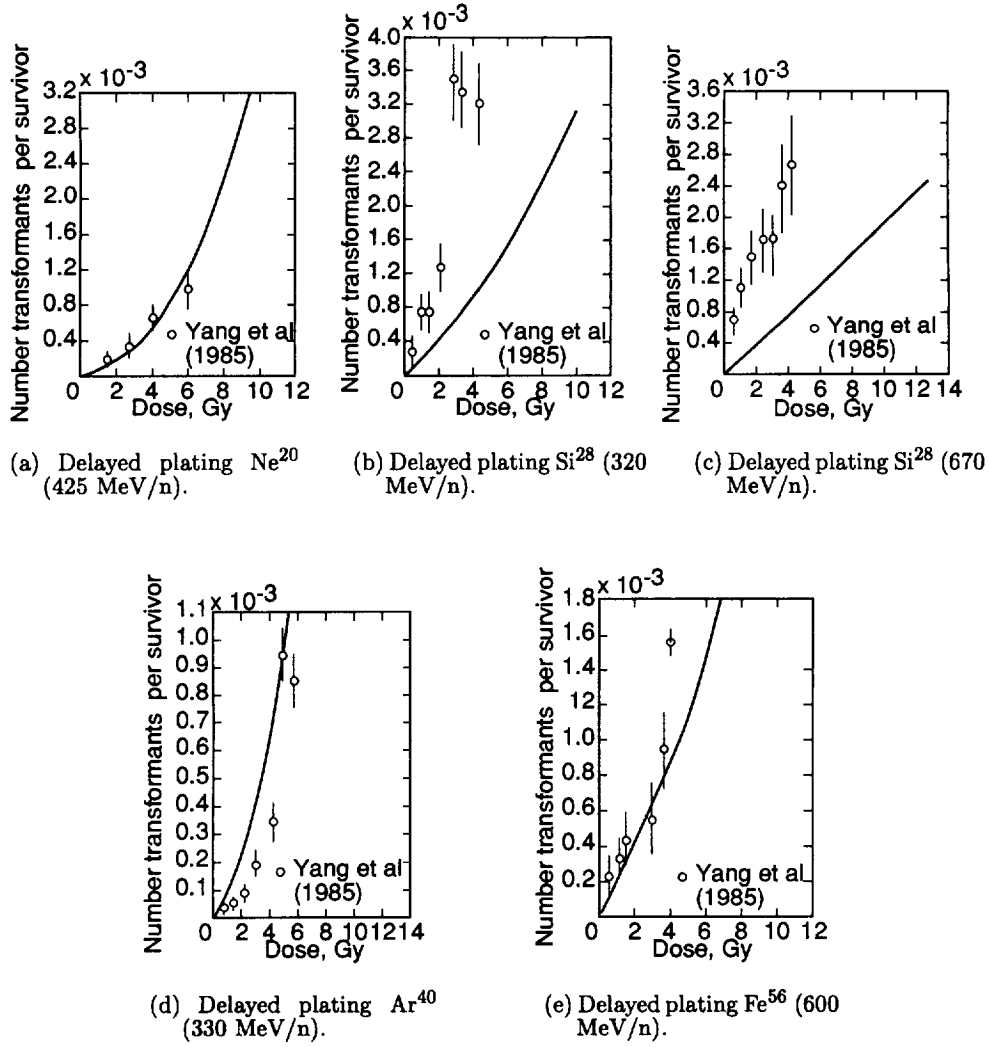 Number transformants per survivor
x 10-3
3.2
2.8
2.4
2.0
1.6
1.2
0.8
0.4
Yang et al
(1985)
0 2 4 6 8 10 12
Dose, Gy
(a) Delayed plating Ne20
(425 MeV/n).
Number transformants per survivor
x 10-3
4.0
3.6
3.2
2.8
2.4
2.0
1.6
1.2
0.8
0.4
Yang et al
(1985)
0 2 4 6 8 10 12
Dose, Gy
(b) Delayed plating Si28 (320
MeV/n).
Number transformants per survivor
x 10-3
3.6
3.2
2.8
2.4
2.0
1.6
1.2
0.8
0.4
Yang et al
(1985)
0 2 4 6 8 10 12 14
Dose, Gy
(c) Delayed plating Si28 (670
MeV/n).
Number transformants per survivor
x 10-3
1.1
1.0
0.9
0.8
0.7
0.6
0.5
0.4
0.3
0.2
0.1
Yang et al
(1985)
0 2 4 6 8 10 12 14
Dose, Gy
(d) Delayed plating Ar40
(330 MeV/n).
Number transformants per survivor
x 10-3
1.8
1.6
1.4
12
1.0
0.8
0.6
0.4
0.2
Yang et al
(1985)
0 2 4 6 8 10 12
Dose, Gy
(e) Delayed plating Fe56 (600
MeV/n).